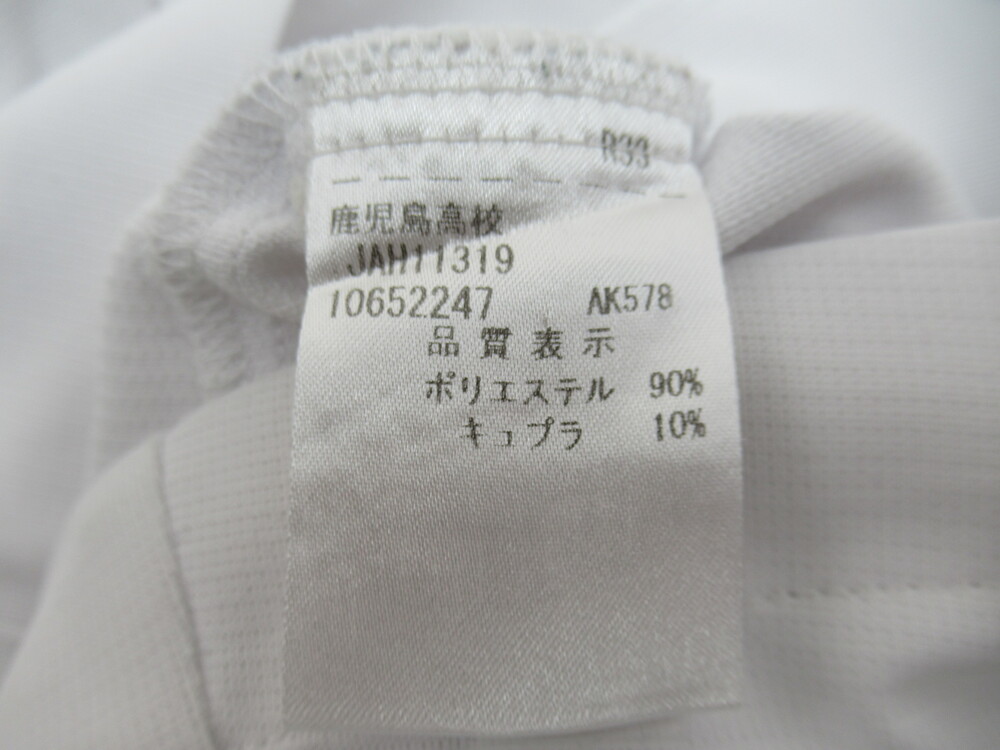 R33
鹿児島高校
JAH11319
10652247 AK578
品質表示
ポリエステル 90%
キュプラ 10%